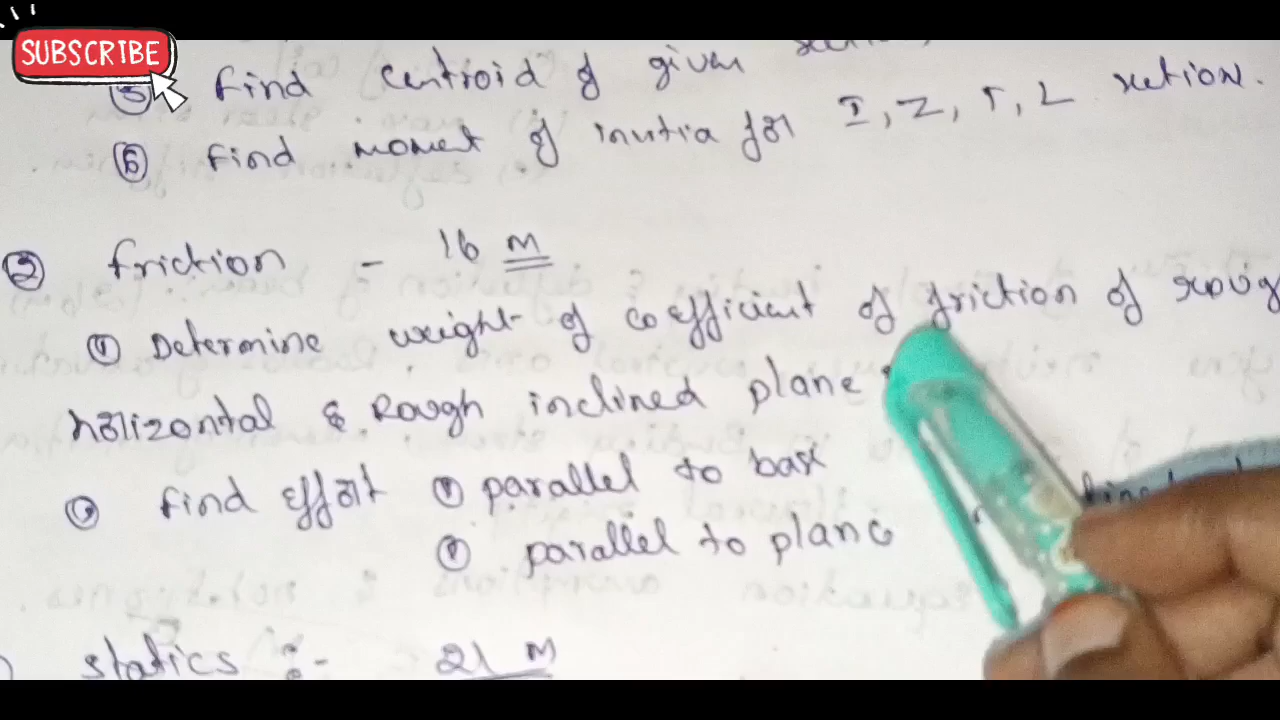 SUBSCRIBE
⑤ Find centroid of given
⑥ Find moment of inertia for I, Z, T, L section.
② friction - 16 M
① Determine weight of coefficient of friction of
horizontal & Rough inclined plane
② Find effort ① parallel to base
② parallel to plane
statics :- 21 M